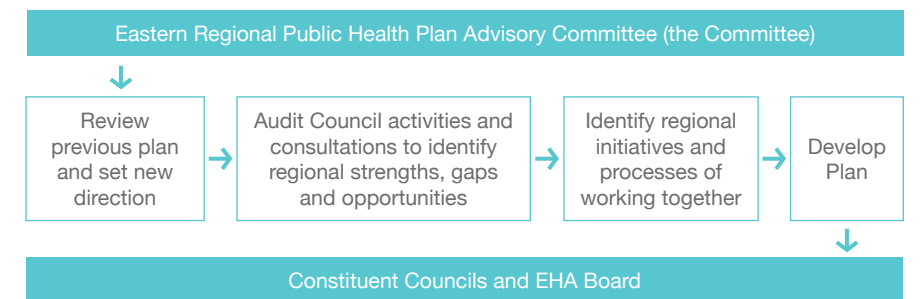 Eastern Regional Public Health Plan Advisory Committee (the Committee)
Review
previous plan
and set new
direction
Audit Council activities and
consultations to identify
regional strengths, gaps
and opportunities
Identify regional
initiatives and
processes of
working together
Develop
Plan
Constituent Councils and EHA Board